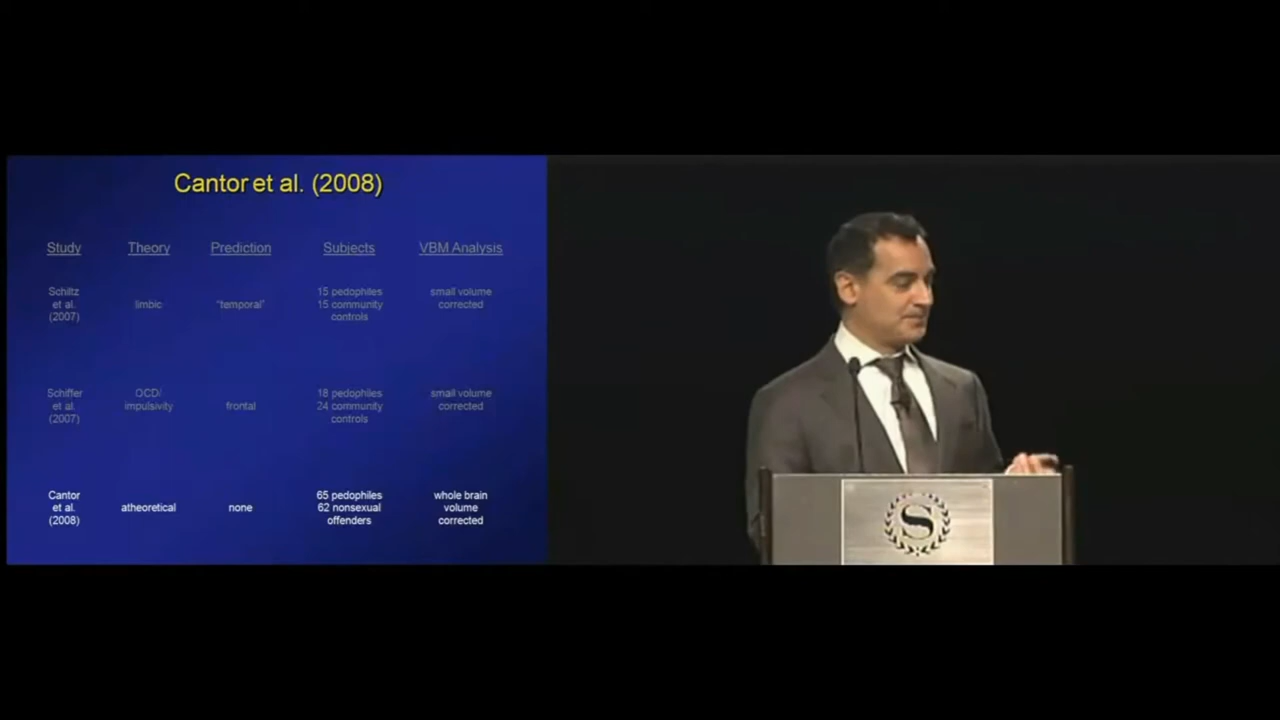 Cantor et al. (2008)
Study Theory Prediction Subjects VBM Analysis
Schiltz
et al.
(2007)
limbic
"temporal"
15 pedophiles
15 community
controls
small volume
corrected
Schiffer
et al.
(2007)
OCD/
impulsivity
frontal
18 pedophiles
24 community
controls
small volume
corrected
Cantor
et al.
(2008)
atheoretical
none
65 pedophiles
62 nonsexual
offenders
whole brain
volume
corrected
S